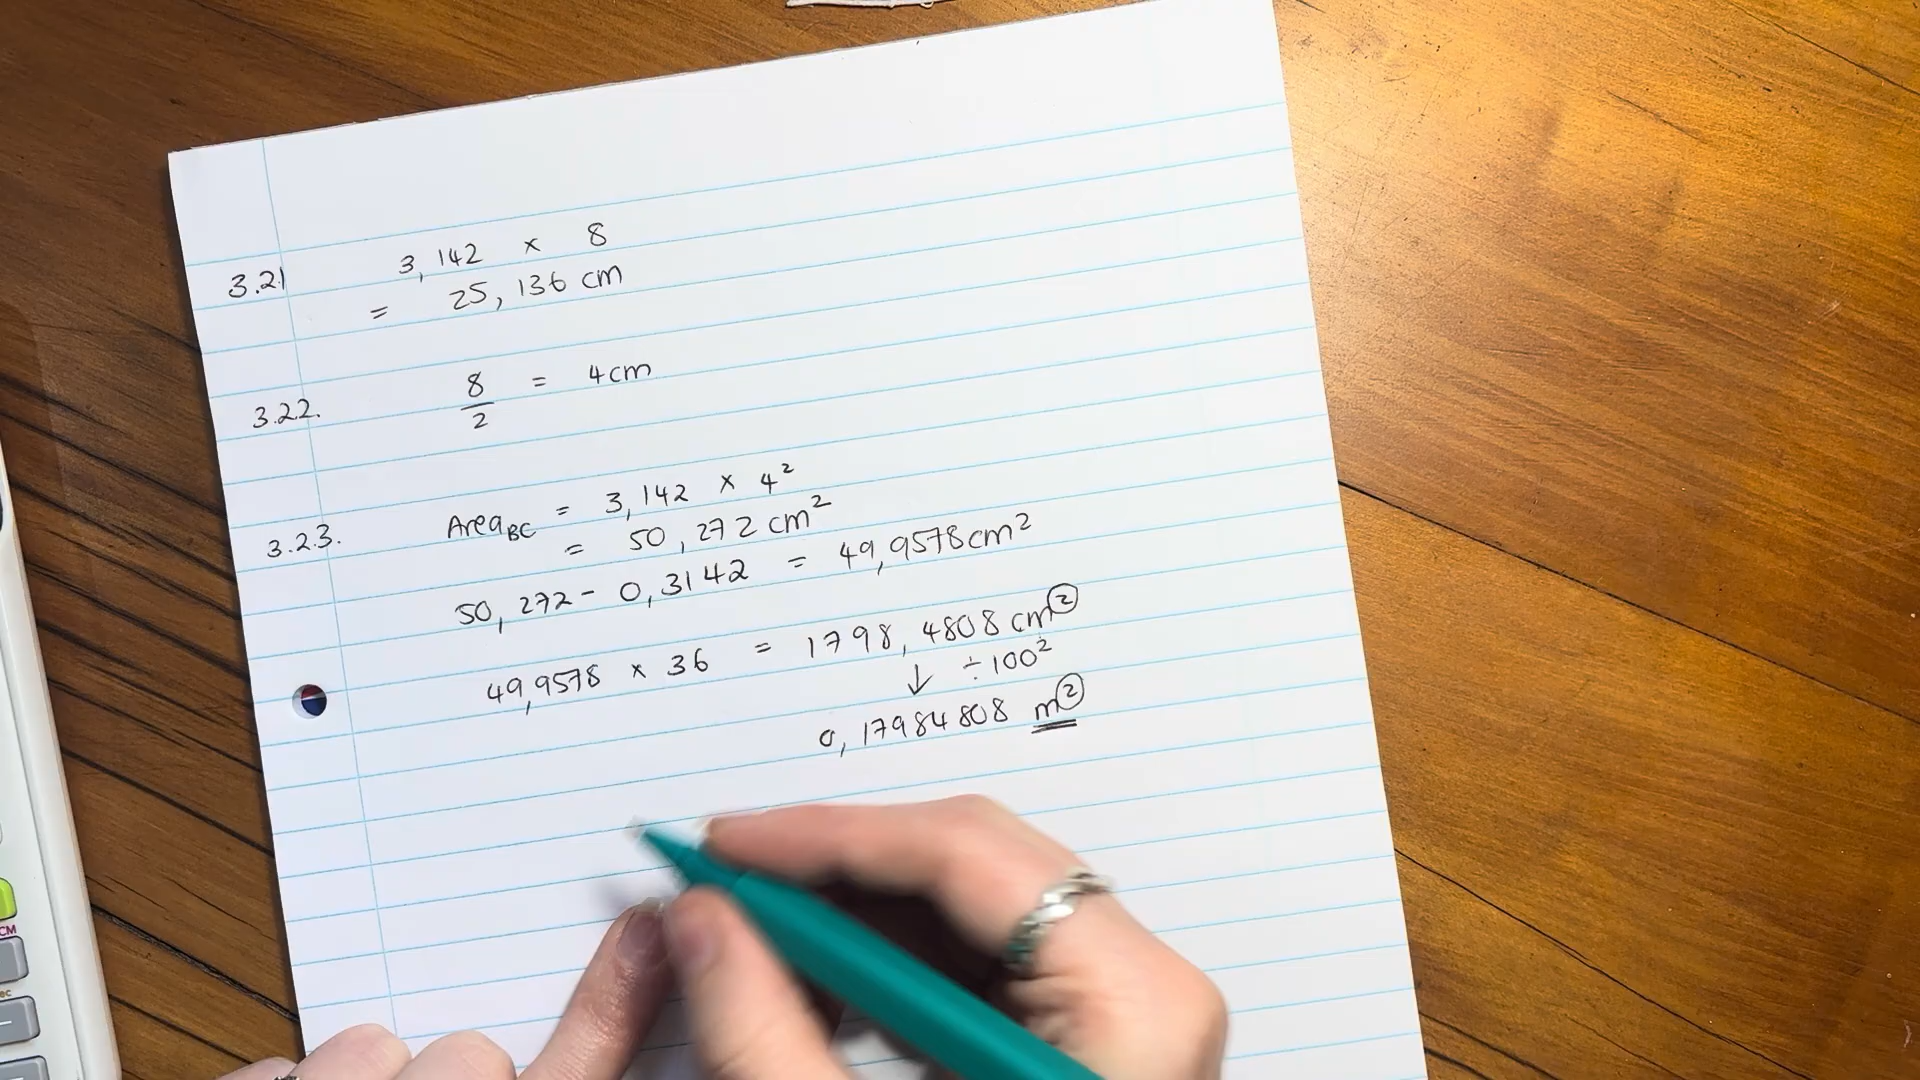 3.21 3,142 x 8
= 25,136 cm
3.22. 8/2 = 4cm
3.23. Area_BC = 3,142 x 4²
= 50,272 cm²
50,272 - 0,3142 = 49,9578cm²
49,9578 x 36 = 1798,4808 cm²
↓ ÷100²
0,17984808 m²
CM